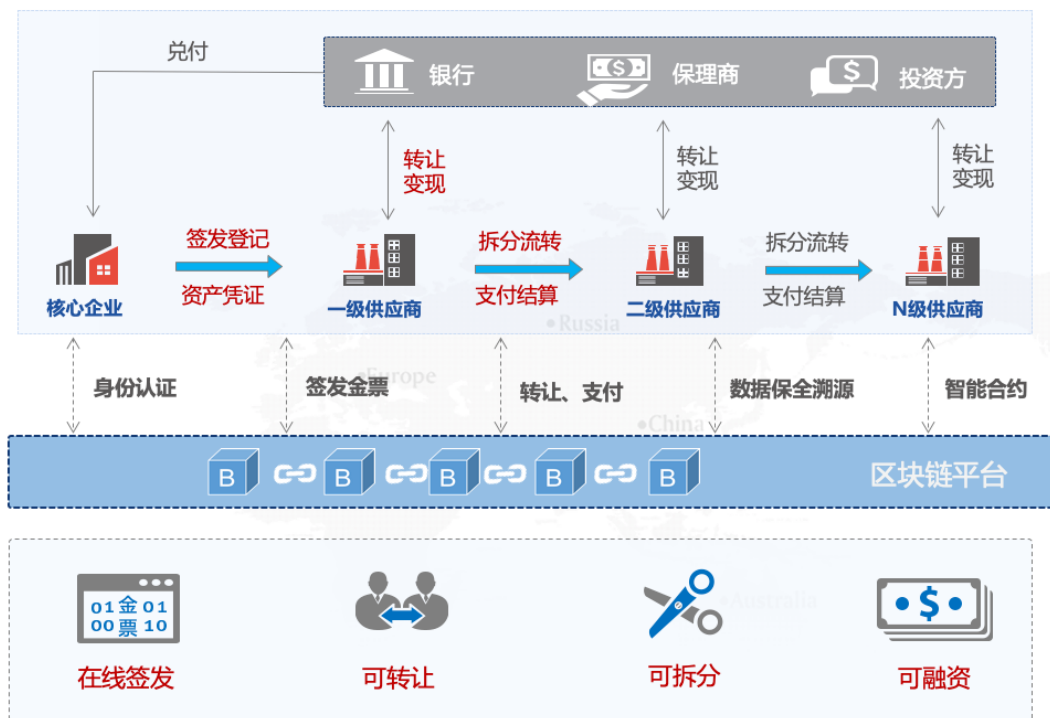 兑付
银行
保理商
投资方
转让
变现
转让
变现
转让
变现
签发登记
资产凭证
拆分流转
支付结算
拆分流转
支付结算
核心企业
一级供应商
二级供应商
N级供应商
•Russia
身份认证
•Europe
签发金票
转让、支付
数据保全溯源
智能合约
•China
B
B
B
B
B
区块链平台
01金01
00票10
•Australia
在线签发
可转让
可拆分
可融资